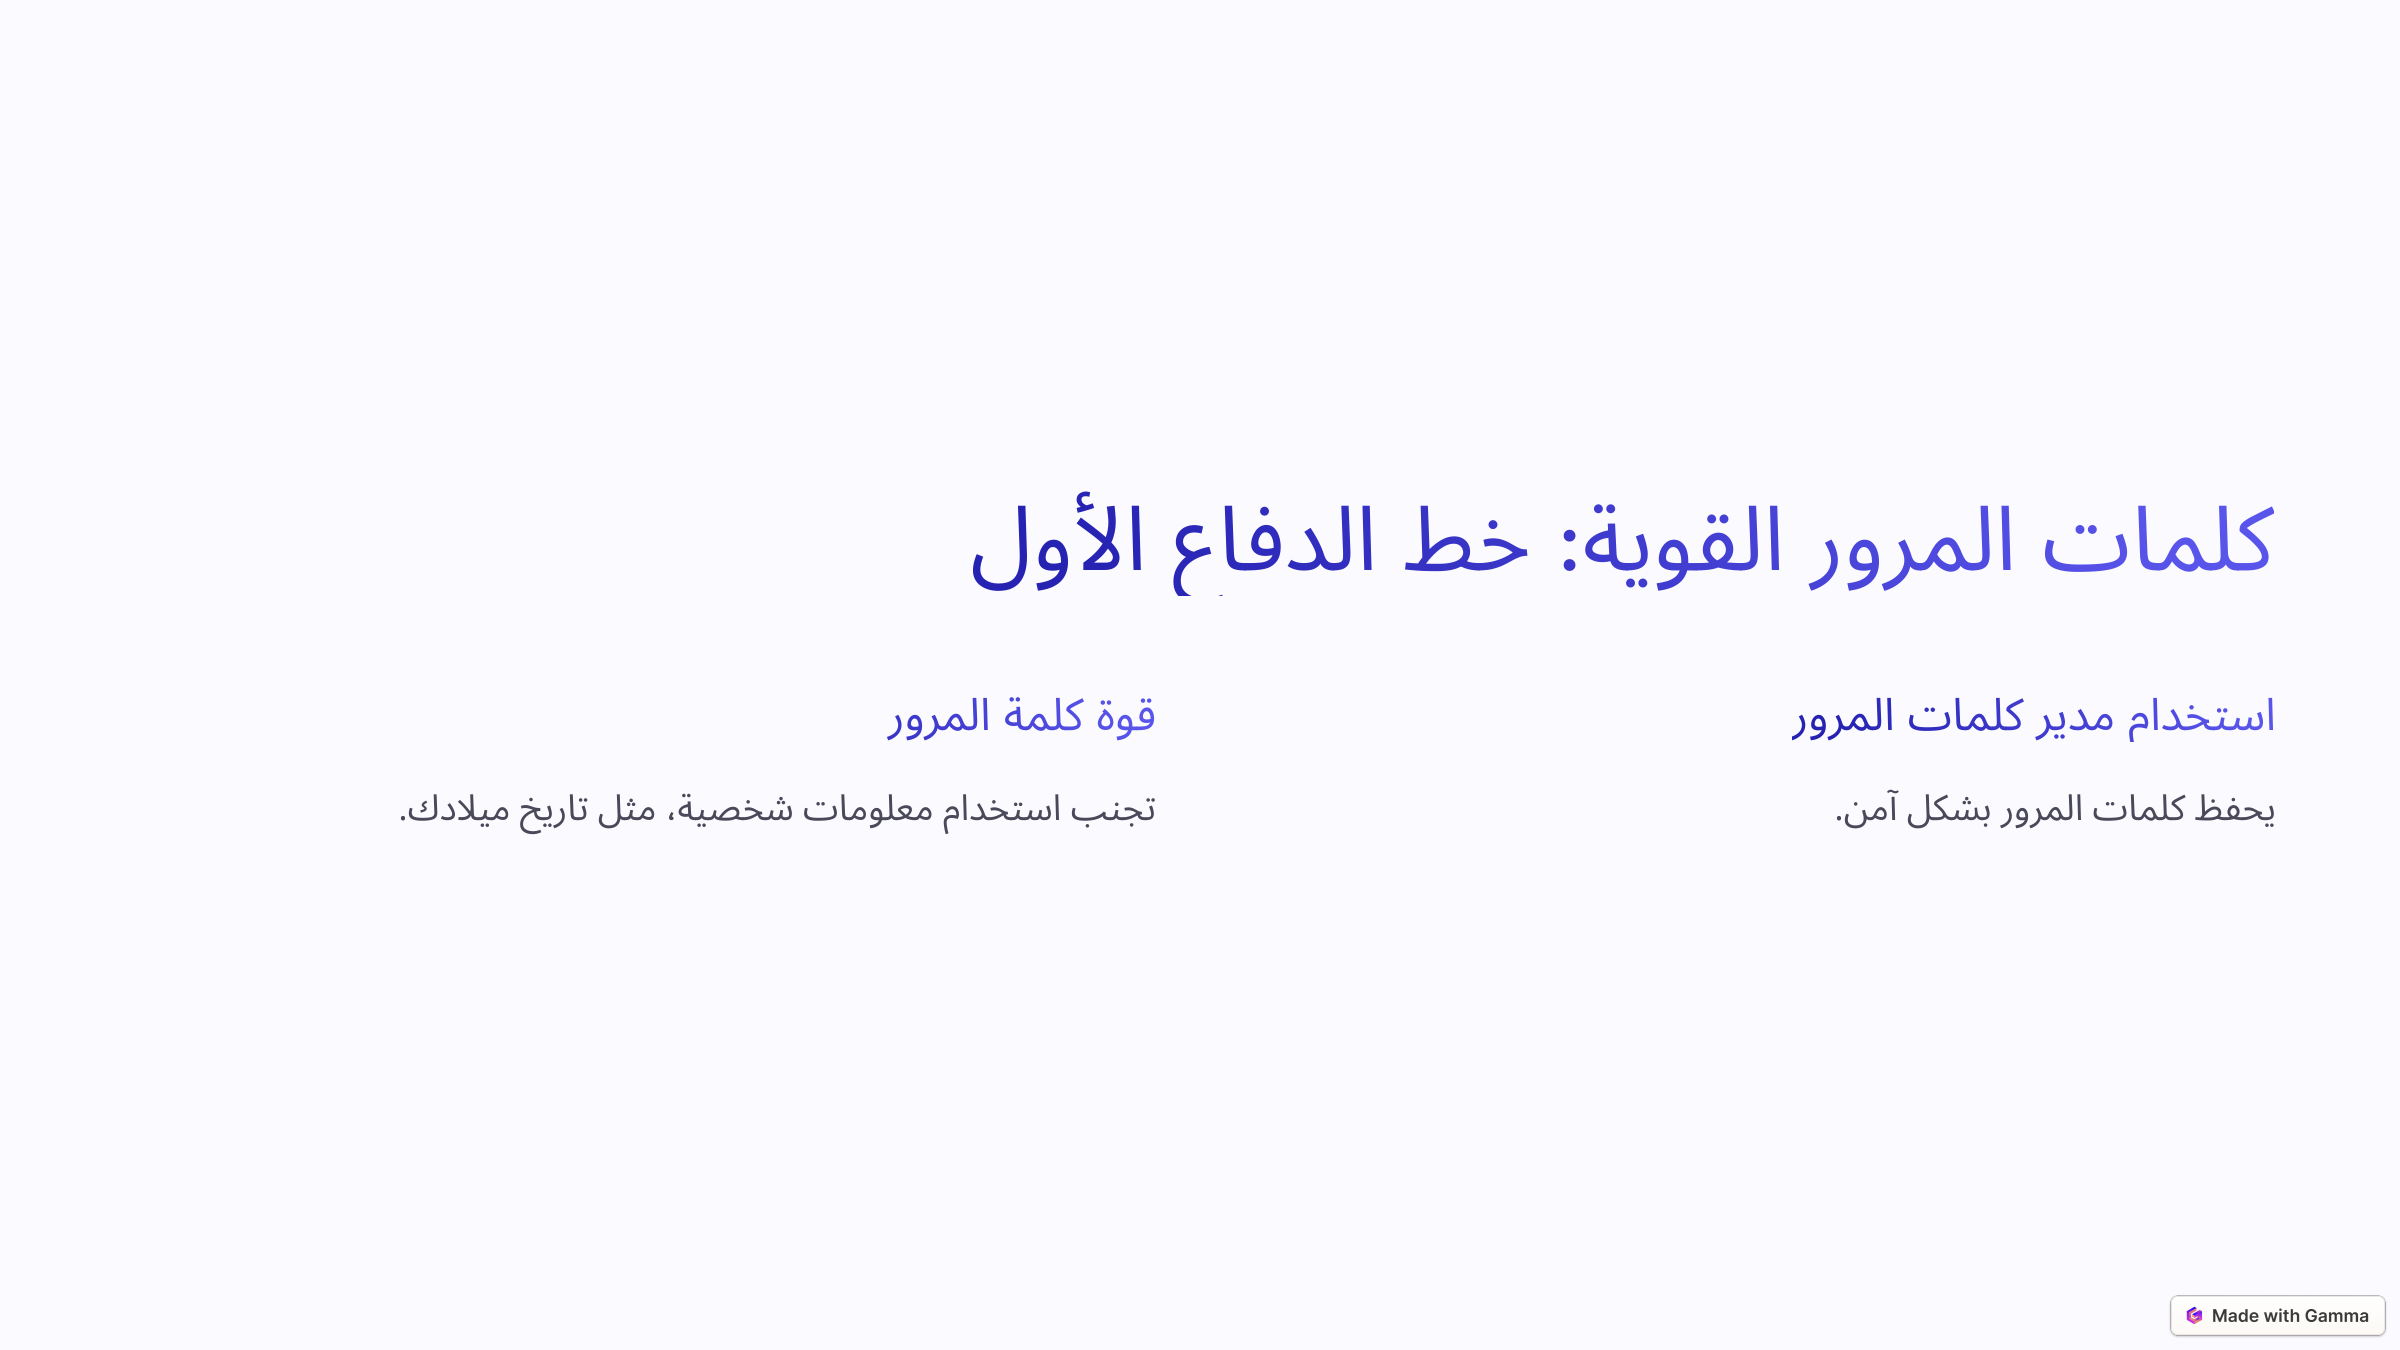 كلمات المرور القوية: خط الدفاع الأول
استخدام مدير كلمات المرور
يحفظ كلمات المرور بشكل آمن.
قوة كلمة المرور
تجنب استخدام معلومات شخصية، مثل تاريخ ميلادك.
Made with Gamma